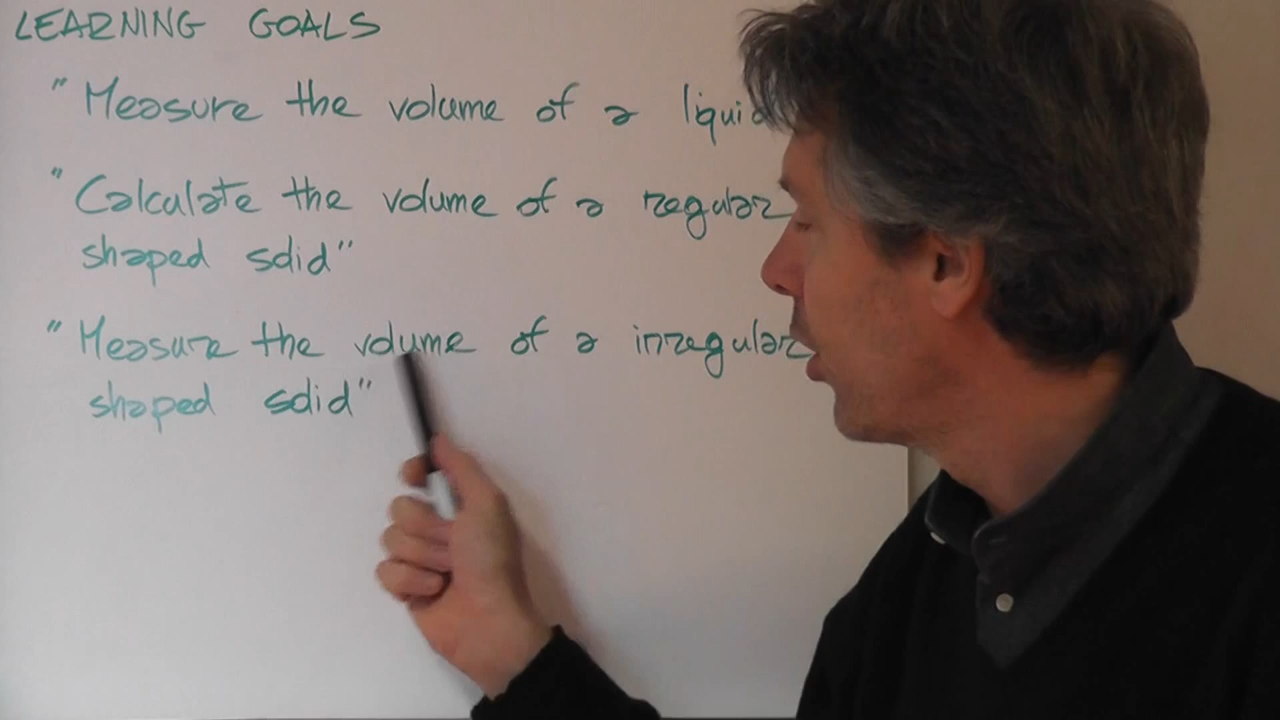 LEARNING GOALS
"Measure the volume of a liquid
"Calculate the volume of a regular
shaped solid"
"Measure the volume of a irregular
shaped solid"